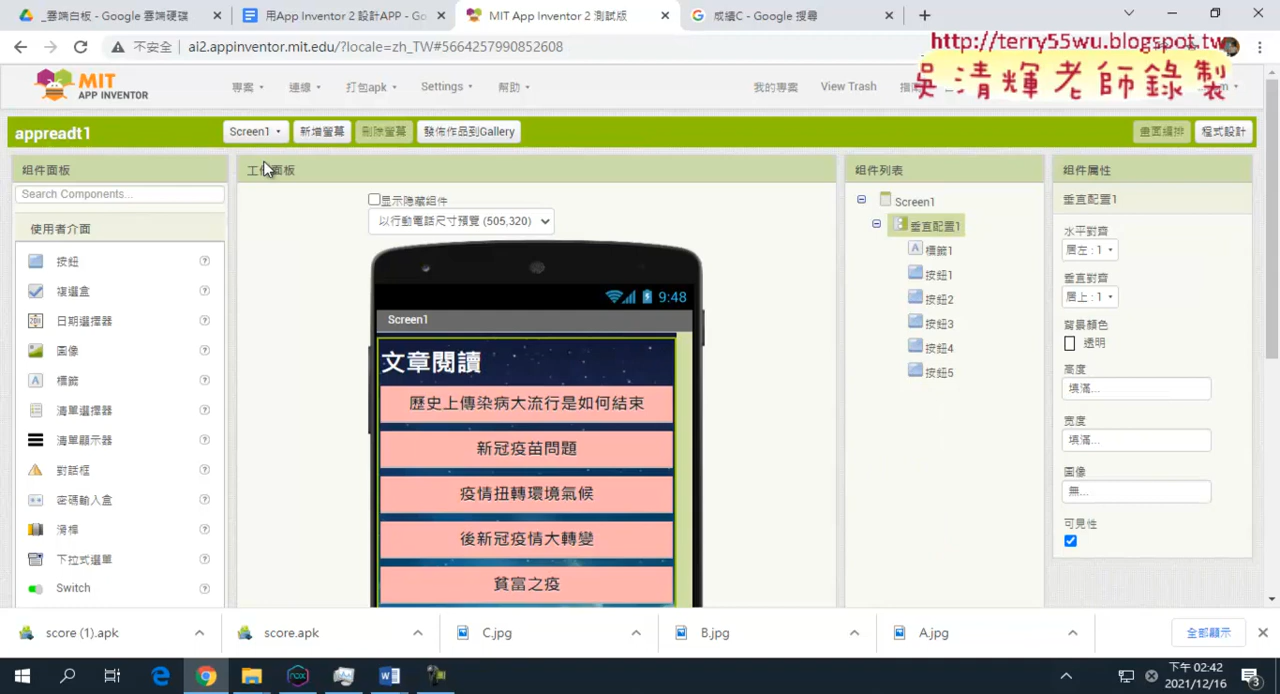 _雲端白板 - Google 雲端硬碟
用App Inventor 2 設計APP - Go
MIT App Inventor 2 測試版
成績C - Google 搜尋
不安全
ai2.appinventor.mit.edu/?locale=zh_TW#5664257990852608
http://terry55wu.blogspot.tw
吳清輝老師錄製
MIT
APP INVENTOR
專案
連線
打包apk
Settings
幫助
我的專案
View Trash
appreadt1
Screen1
新增螢幕
刪除螢幕
發佈作品到Gallery
畫面編排
程式設計
組件面板
Search Components...
使用者介面
按鈕
複選盒
日期選擇器
圖像
標籤
清單選擇器
清單顯示器
對話框
密碼輸入盒
滑桿
下拉式選單
Switch
顯示隱藏組件
以行動電話尺寸預覽 (505,320)
9:48
Screen1
文章閱讀
歷史上傳染病大流行是如何結束
新冠疫苗問題
疫情扭轉環境氣候
後新冠疫情大轉變
貧富之疫
組件列表
Screen1
垂直配置1
標籤1
按鈕1
按鈕2
按鈕3
按鈕4
按鈕5
組件屬性
垂直配置1
水平對齊
居左 : 1
垂直對齊
居上 : 1
背景顏色
透明
高度
填滿...
寬度
填滿...
圖像
無...
可見性
score (1).apk
score.apk
C.jpg
B.jpg
A.jpg
全部顯示
下午 02:42
2021/12/16
3